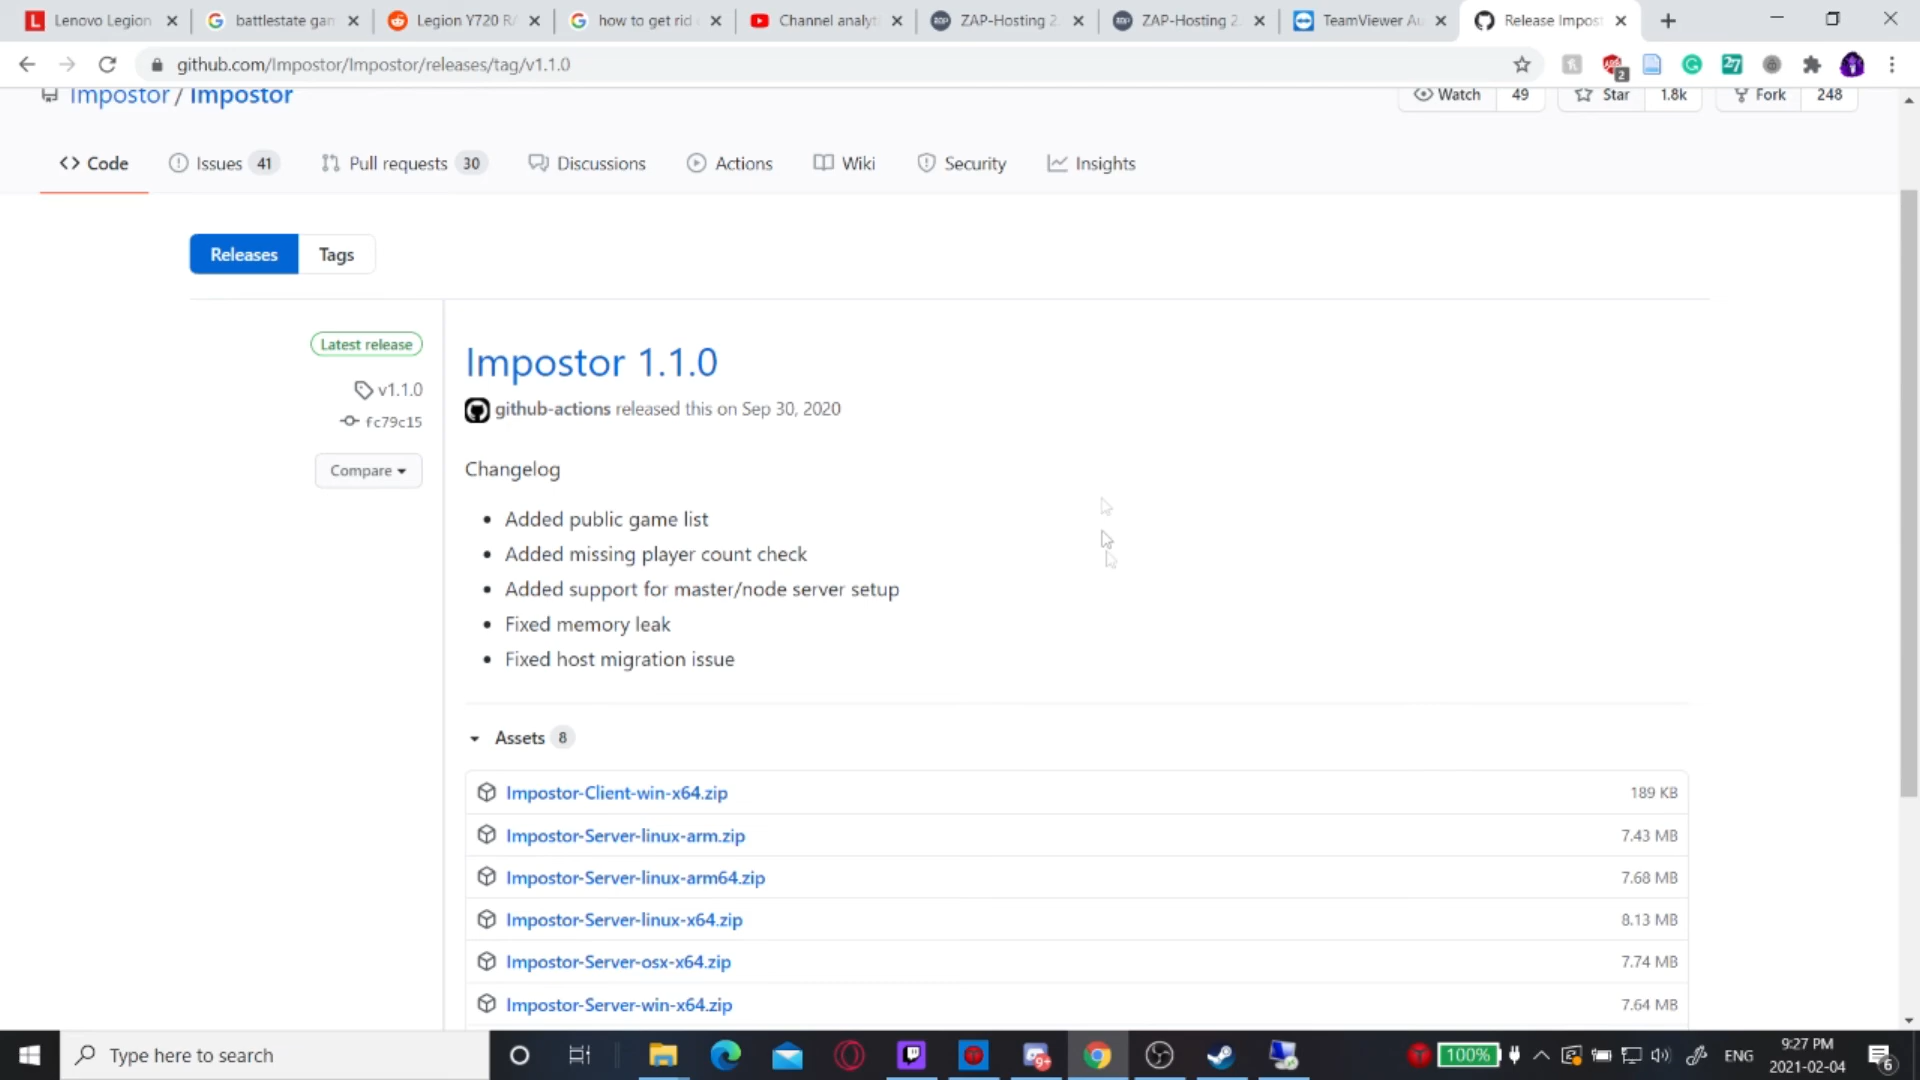 Lenovo Legion
battlestate gan
Legion Y720 R
how to get rid
Channel analyt
ZAP-Hosting 2.
ZAP-Hosting 2.
TeamViewer Au
Release Impost
github.com/Impostor/Impostor/releases/tag/v1.1.0
2
27
Impostor / Impostor
Watch 49
Star 1.8k
Fork 248
Code
Issues 41
Pull requests 30
Discussions
Actions
Wiki
Security
Insights
Releases
Tags
Latest release
v1.1.0
fc79c15
Compare
Impostor 1.1.0
github-actions released this on Sep 30, 2020
Changelog
Added public game list
Added missing player count check
Added support for master/node server setup
Fixed memory leak
Fixed host migration issue
Assets 8
Impostor-Client-win-x64.zip 189 KB
Impostor-Server-linux-arm.zip 7.43 MB
Impostor-Server-linux-arm64.zip 7.68 MB
Impostor-Server-linux-x64.zip 8.13 MB
Impostor-Server-osx-x64.zip 7.74 MB
Impostor-Server-win-x64.zip 7.64 MB
Type here to search
9+
100%
ENG
9:27 PM
2021-02-04
6